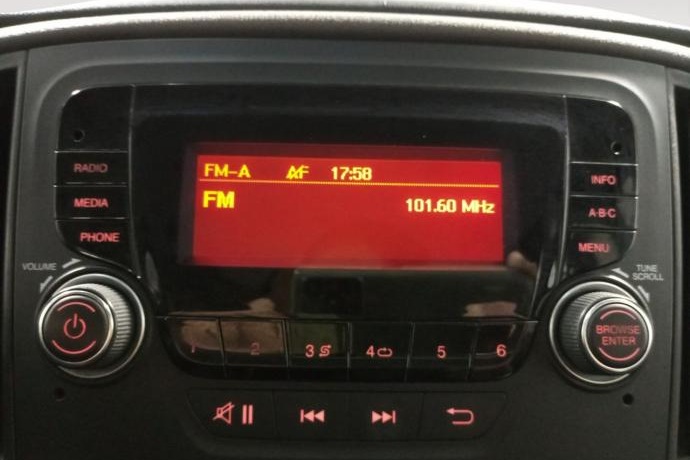 FM-A AF 17:58
FM 101.60 MHz
RADIO
MEDIA
PHONE
INFO
A-B-C
MENU
VOLUME
TUNE
SCROLL
BROWSE
ENTER
1 2 3 4 5 6